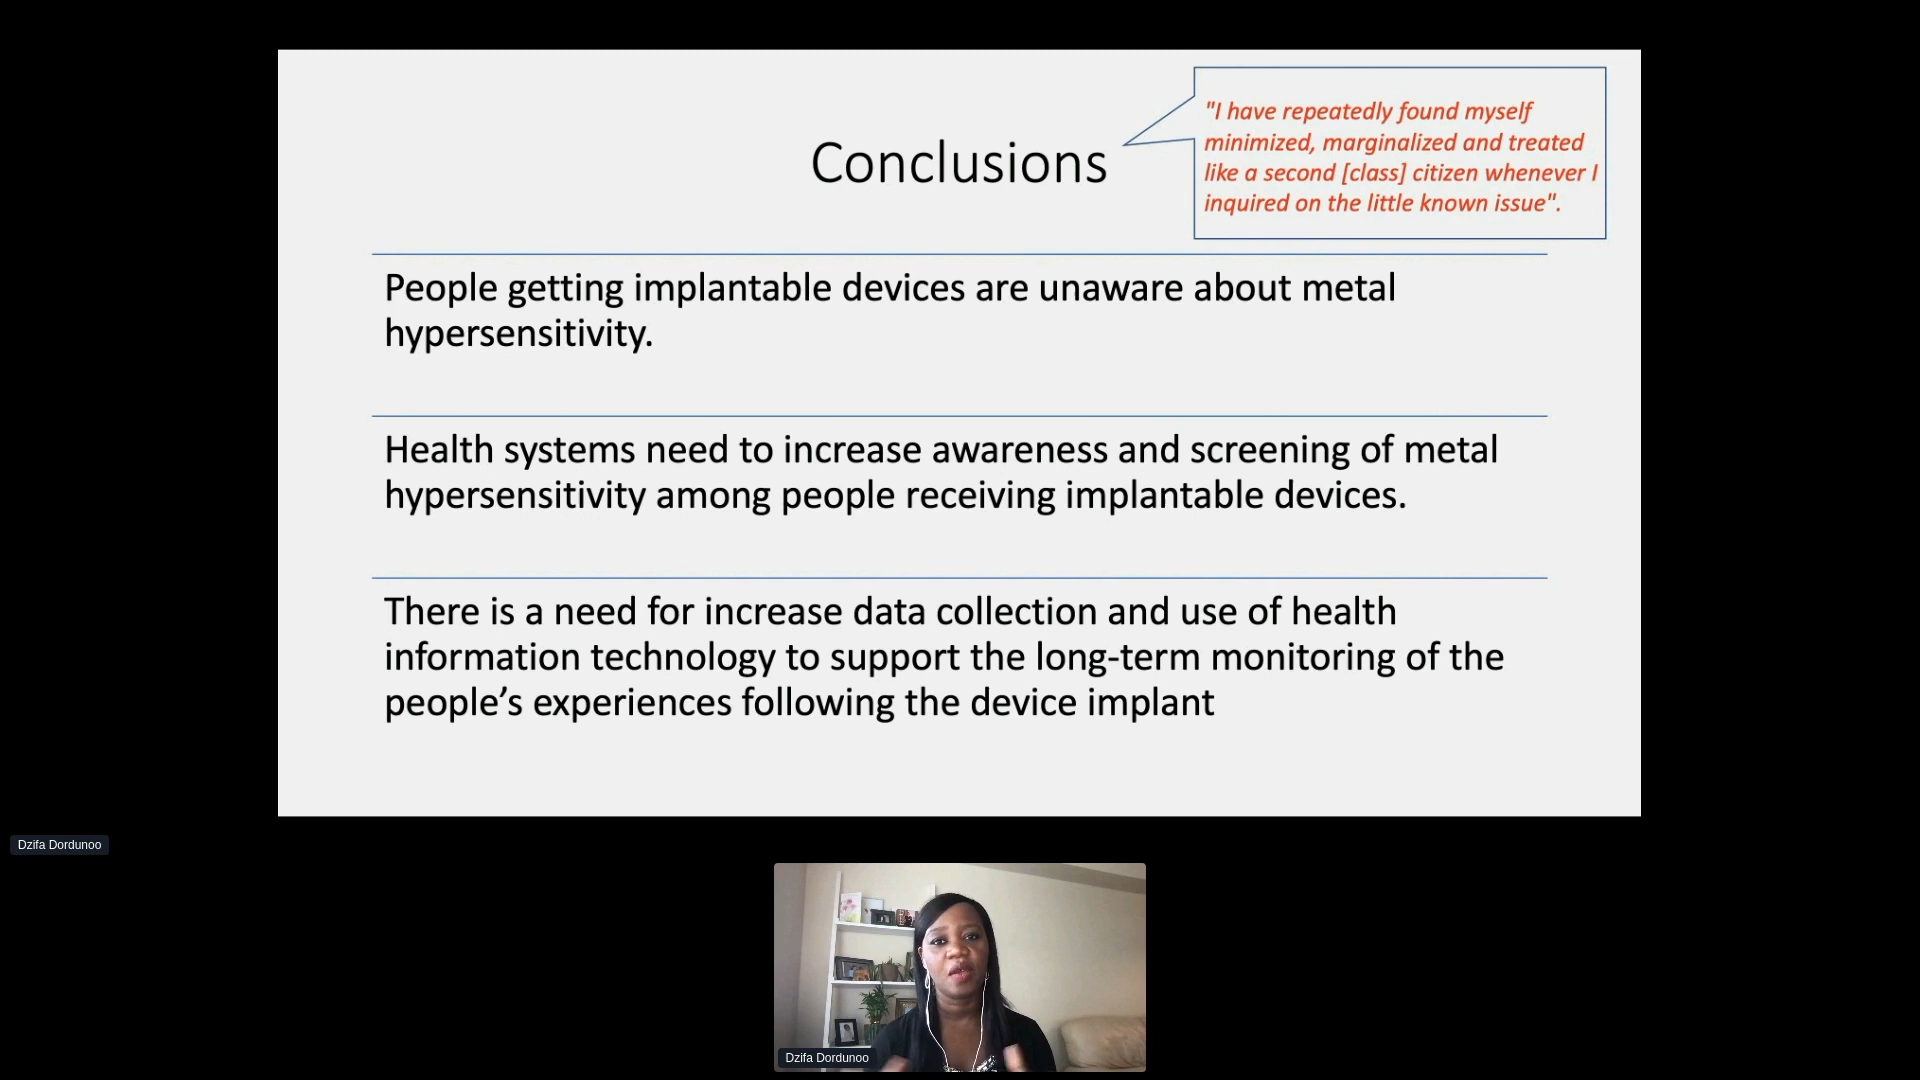 Conclusions
"I have repeatedly found myself
minimized, marginalized and treated
like a second [class] citizen whenever I
inquired on the little known issue".
People getting implantable devices are unaware about metal
hypersensitivity.
Health systems need to increase awareness and screening of metal
hypersensitivity among people receiving implantable devices.
There is a need for increase data collection and use of health
information technology to support the long-term monitoring of the
people’s experiences following the device implant
Dzifa Dordunoo
Dzifa Dordunoo